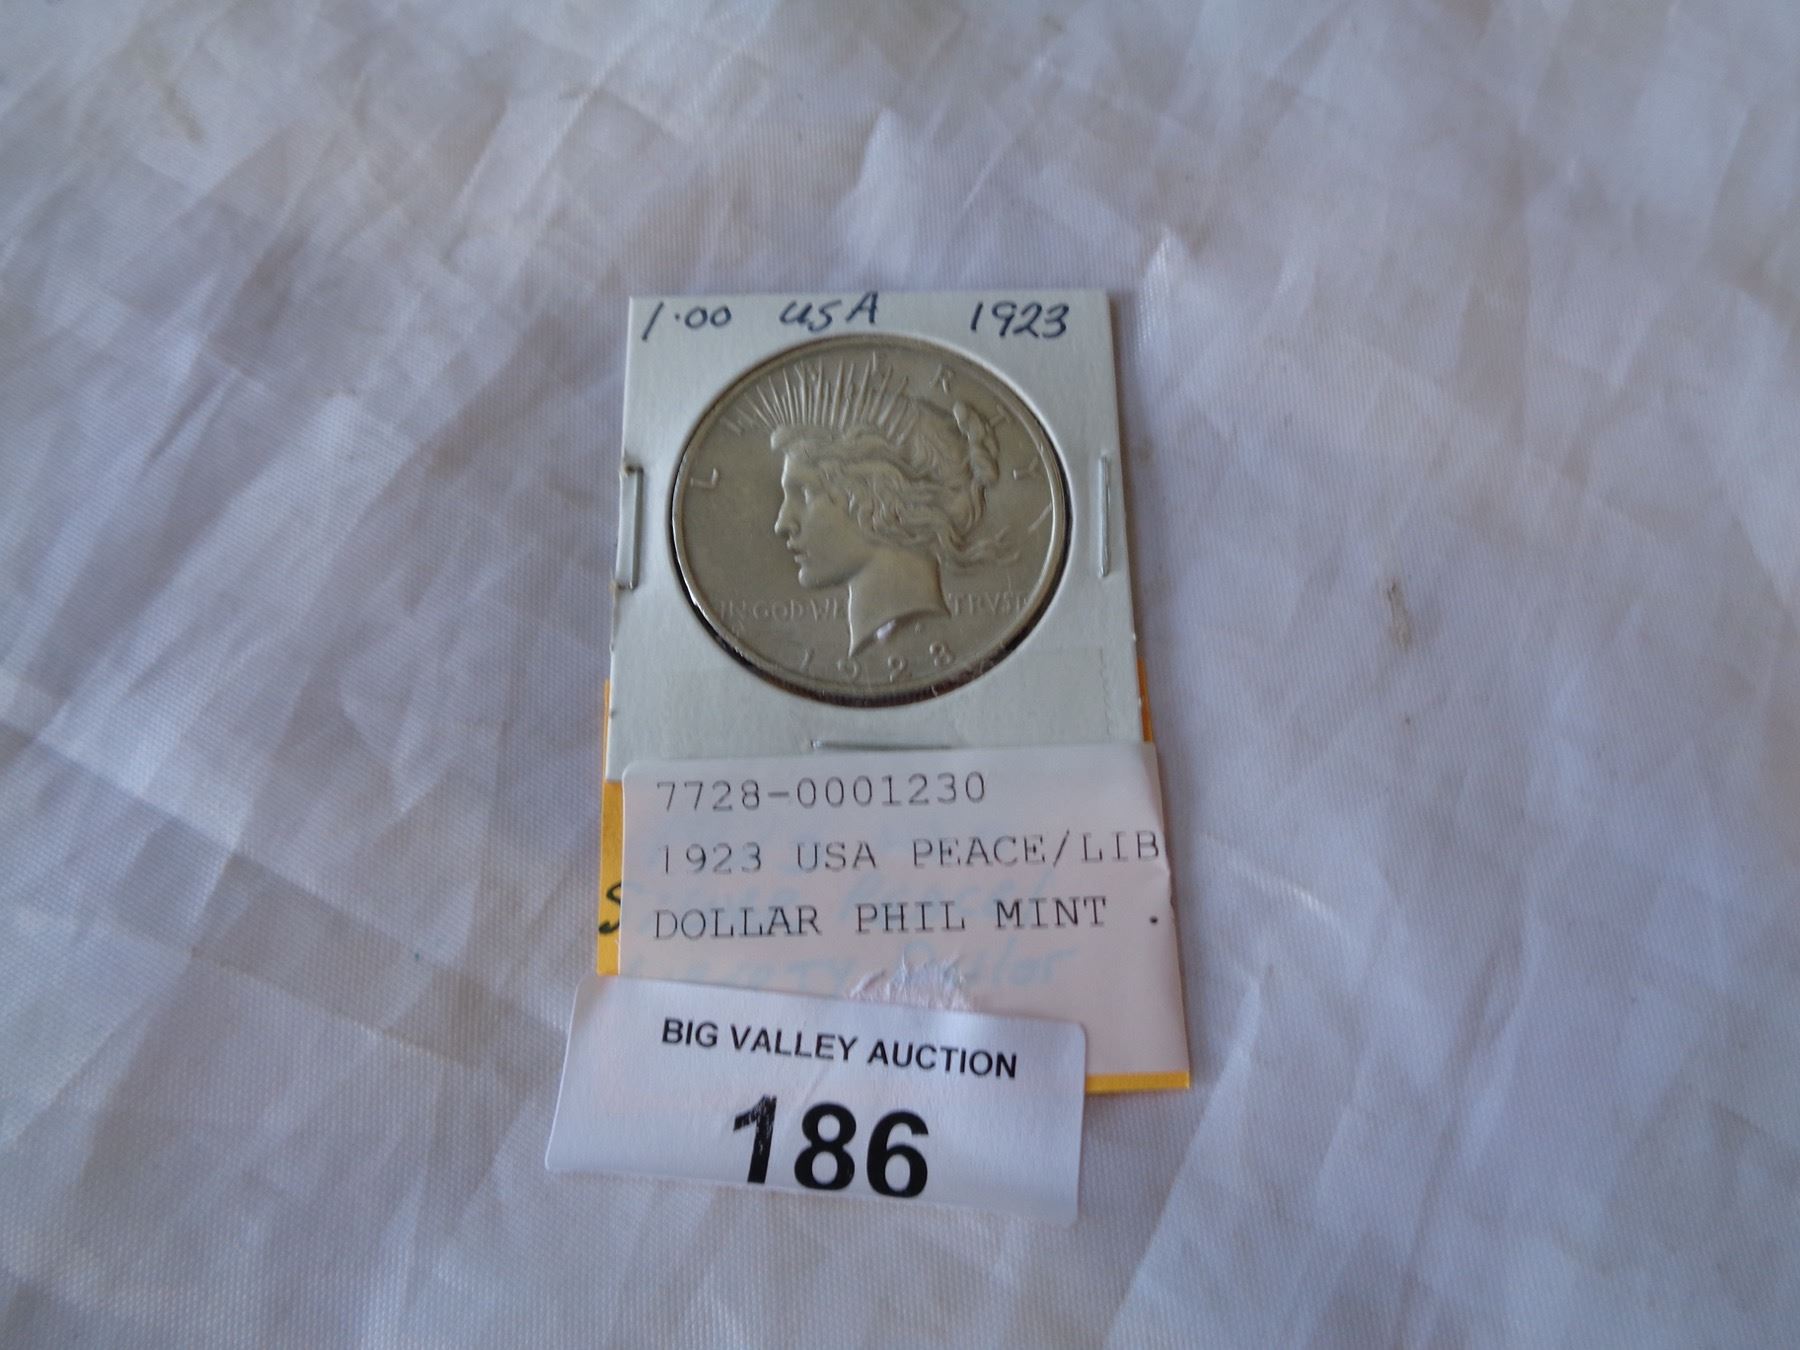 1.00 USA 1923
LIBERTY
IN GOD WE TRVST
1923
7728-0001230
1923 USA PEACE/LIB
DOLLAR PHIL MINT .
BIG VALLEY AUCTION
186